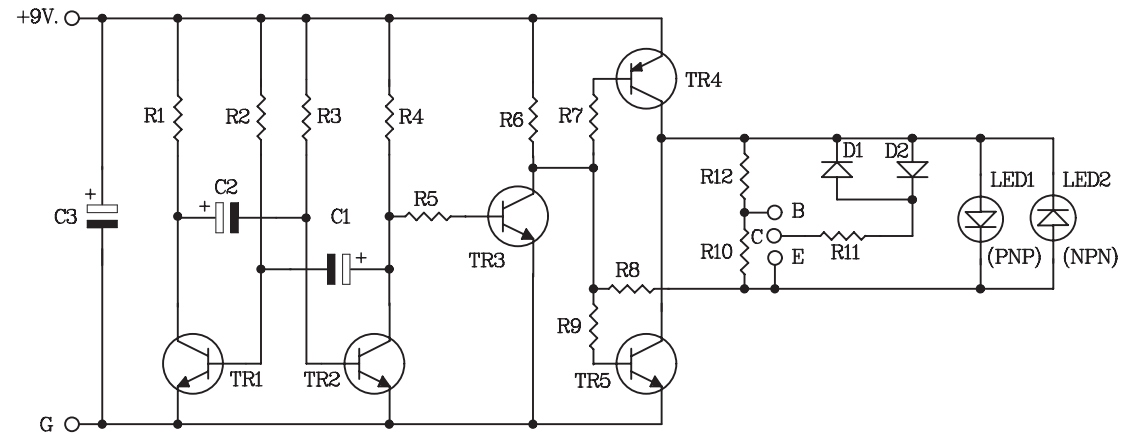 +9V.
TR4
R1
R2
R3
R4
R6
R7
D1
D2
R12
LED1
LED2
+
C2
+
C1
R5
B
C3
C
R10
E
R11
(PNP)
(NPN)
+
TR3
R8
R9
TR1
TR2
TR5
G